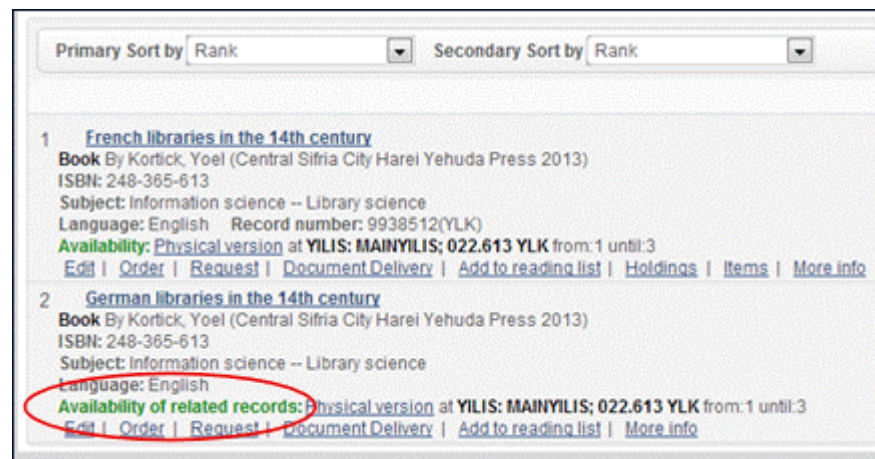 Primary Sort by Rank Secondary Sort by Rank
1 French libraries in the 14th century
Book By Kortick, Yoel (Central Sifria City Harei Yehuda Press 2013)
ISBN: 248-365-613
Subject: Information science -- Library science
Language: English Record number: 9938512(YLK)
Availability: Physical version at YILIS: MAINYILIS; 022.613 YLK from:1 until:3
Edit | Order | Request | Document Delivery | Add to reading list | Holdings | Items | More info
2 German libraries in the 14th century
Book By Kortick, Yoel (Central Sifria City Harei Yehuda Press 2013)
ISBN: 248-365-613
Subject: Information science -- Library science
Language: English
Availability of related records: Physical version at YILIS: MAINYILIS; 022.613 YLK from:1 until:3
Edit | Order | Request | Document Delivery | Add to reading list | More info